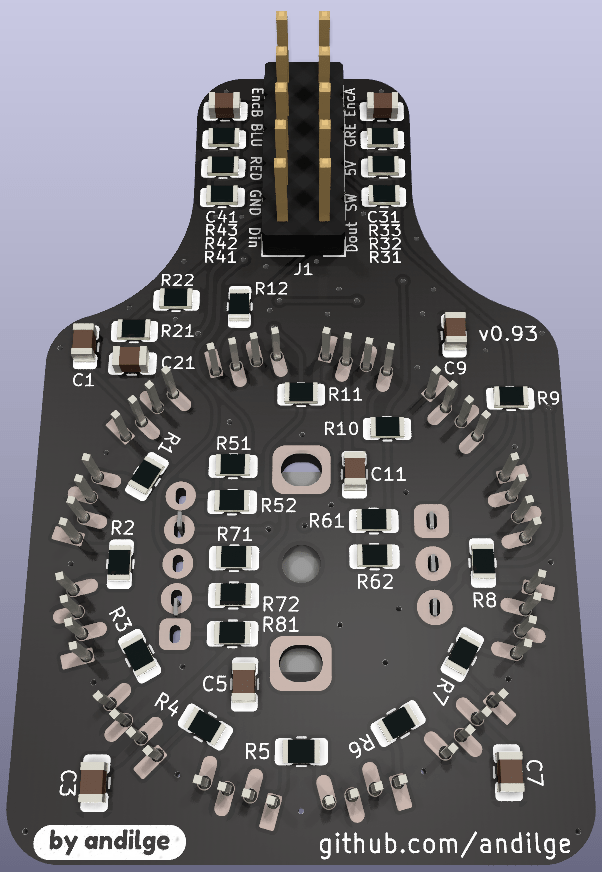 EncB
BLU
RED
GND
Din
EncA
GRE
5V
SW
Dout
C41
R43
R42
R41
C31
R33
R32
R31
J1
R22
R12
R21
C21
C1
v0.93
C9
R11
R9
R10
R1
R51
C11
R52
R61
R71
R62
R2
R72
R8
R81
R3
C5
R7
R4
R5
R6
C3
C7
by andilge
github.com/andilge